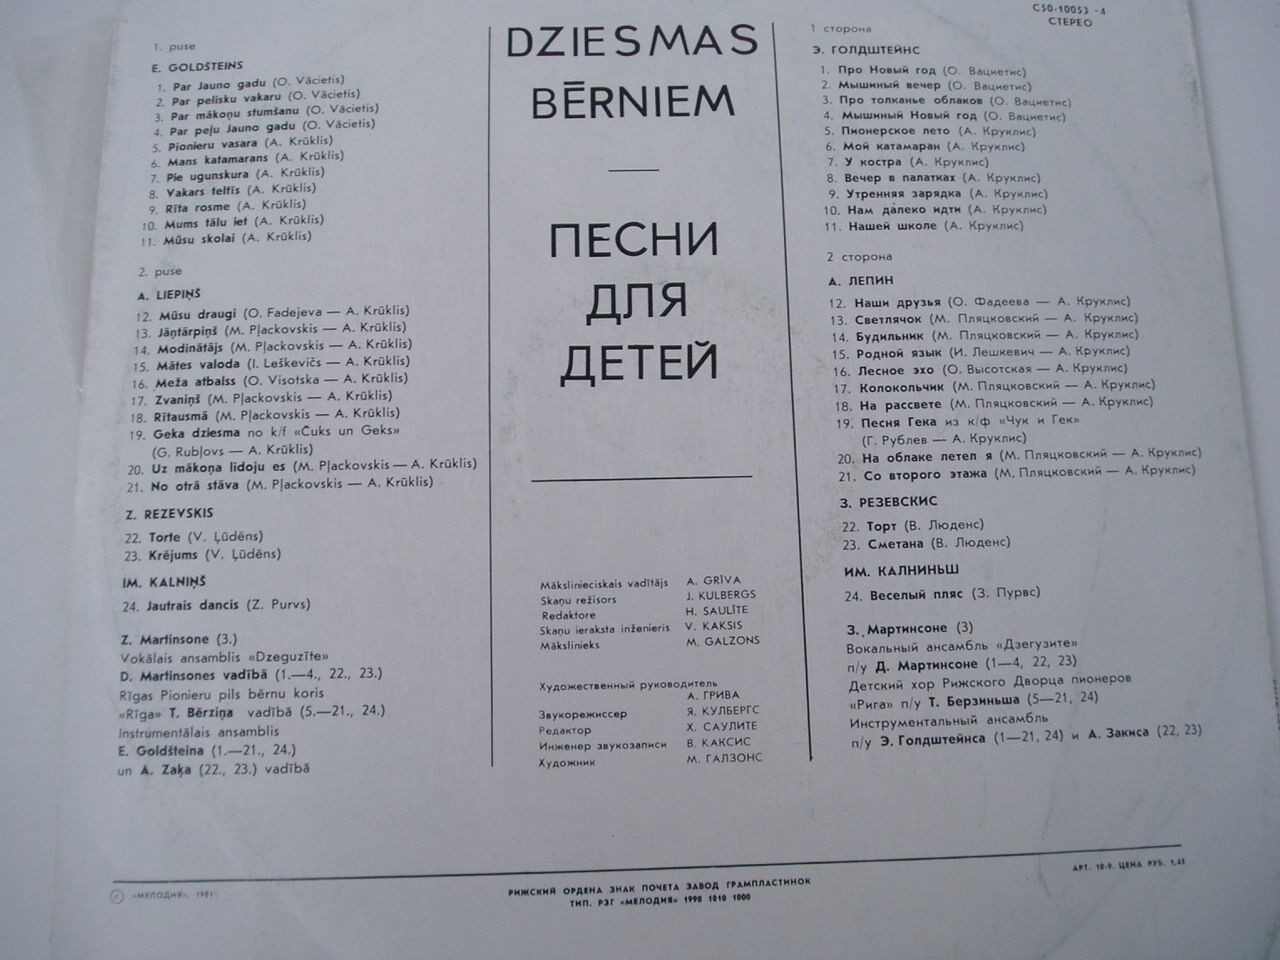 1. puse
E. GOLDŠTEINS
1. Par Jauno gadu (O. Vācietis)
2. Par pelisku vakaru (O. Vācietis)
3. Par mākoņu stumšanu (O. Vācietis)
4. Par peļu Jauno gadu (O. Vācietis)
5. Pionieru vasara (A. Krūklis)
6. Mans katamarans (A. Krūklis)
7. Pie ugunskura (A. Krūklis)
8. Vakars teltīs (A. Krūklis)
9. Rīta rosme (A. Krūklis)
10. Mums tālu iet (A. Krūklis)
11. Mūsu skolai (A. Krūklis)
2. puse
A. LIEPIŅŠ
12. Mūsu draugi (O. Fadejeva — A. Krūklis)
13. Jāņtārpiņš (M. Pļackovskis — A. Krūklis)
14. Modinātājs (M. Pļackovskis — A. Krūklis)
15. Mātes valoda (I. Leškevičs — A. Krūklis)
16. Meža atbalss (O. Visotska — A. Krūklis)
17. Zvaniņš (M. Pļackovskis — A. Krūklis)
18. Rītausmā (M. Pļackovskis — A. Krūklis)
19. Geka dziesma no k/f «Cuks un Geks»
(G. Rubļovs — A. Krūklis)
20. Uz mākoņa lidoju es (M. Pļackovskis — A. Krūklis)
21. No otrā stāva (M. Pļackovskis — A. Krūklis)
Z. REZEVSKIS
22. Torte (V. Ļūdēns)
23. Krējums (V. Ļūdēns)
IM. KALNIŅŠ
24. Jautrais dancis (Z. Purvs)
Z. Martinsone (3.)
Vokālais ansamblis «Dzeguzīte»
D. Martinsones vadībā (1.—4., 22., 23.)
Rīgas Pionieru pils bērnu koris
«Rīga» T. Bērziņa vadībā (5.—21., 24.)
Instrumentālais ansamblis
E. Goldšteina (1.—21., 24.)
un A. Zaķa (22., 23.) vadībā
DZIESMAS
BĒRNIEM
ПЕСНИ
ДЛЯ
ДЕТЕЙ
Mākslinieciskais vadītājs A. GRĪVA
Skaņu režisors J. KULBERGS
Redaktore H. SAULĪTE
Skaņu ieraksta inženieris V. KAKSIS
Mākslinieks M. GALZONS
Художественный руководитель
А. ГРИВА
Звукорежиссер Я. КУЛБЕРГС
Редактор Х. САУЛИТЕ
Инженер звукозаписи В. КАКСИС
Художник М. ГАЛЗОНС
С50-10053 -4
СТЕРЕО
1 сторона
Э. ГОЛДШТЕЙНС
1. Про Новый год (О. Вациетис)
2. Мышиный вечер (О. Вациетис)
3. Про толканье облаков (О. Вациетис)
4. Мышиный Новый год (О. Вациетис)
5. Пионерское лето (А. Круклис)
6. Мой катамаран (А. Круклис)
7. У костра (А. Круклис)
8. Вечер в палатках (А. Круклис)
9. Утренняя зарядка (А. Круклис)
10. Нам далеко идти (А. Круклис)
11. Нашей школе (А. Круклис)
2 сторона
А. ЛЕПИН
12. Наши друзья (О. Фадеева — А. Круклис)
13. Светлячок (М. Пляцковский — А. Круклис)
14. Будильник (М. Пляцковский — А. Круклис)
15. Родной язык (И. Лешкевич — А. Круклис)
16. Лесное эхо (О. Высотская — А. Круклис)
17. Колокольчик (М. Пляцковский — А. Круклис)
18. На рассвете (М. Пляцковский — А. Круклис)
19. Песня Гека из к/ф «Чук и Гек»
(Г. Рублев — А. Круклис)
20. На облаке летел я (М. Пляцковский — А. Круклис)
21. Со второго этажа (М. Пляцковский — А. Круклис)
З. РЕЗЕВСКИС
22. Торт (В. Люденс)
23. Сметана (В. Люденс)
ИМ. КАЛНИНЬШ
24. Веселый пляс (З. Пурвс)
З. Мартинсоне (3)
Вокальный ансамбль «Дзегузите»
п/у Д. Мартинсоне (1—4, 22, 23)
Детский хор Рижского Дворца пионеров
«Рига» п/у Т. Берзиньша (5—21, 24)
Инструментальный ансамбль
п/у Э. Голдштейнса (1—21, 24) и А. Закиса (22, 23)
АРТ. 10-9. ЦЕНА РУБ. 1,45
© «МЕЛОДИЯ», 1981
РИЖСКИЙ ОРДЕНА ЗНАК ПОЧЕТА ЗАВОД ГРАМПЛАСТИНОК
ТИП. РЗГ «МЕЛОДИЯ» 1990 1010 1000